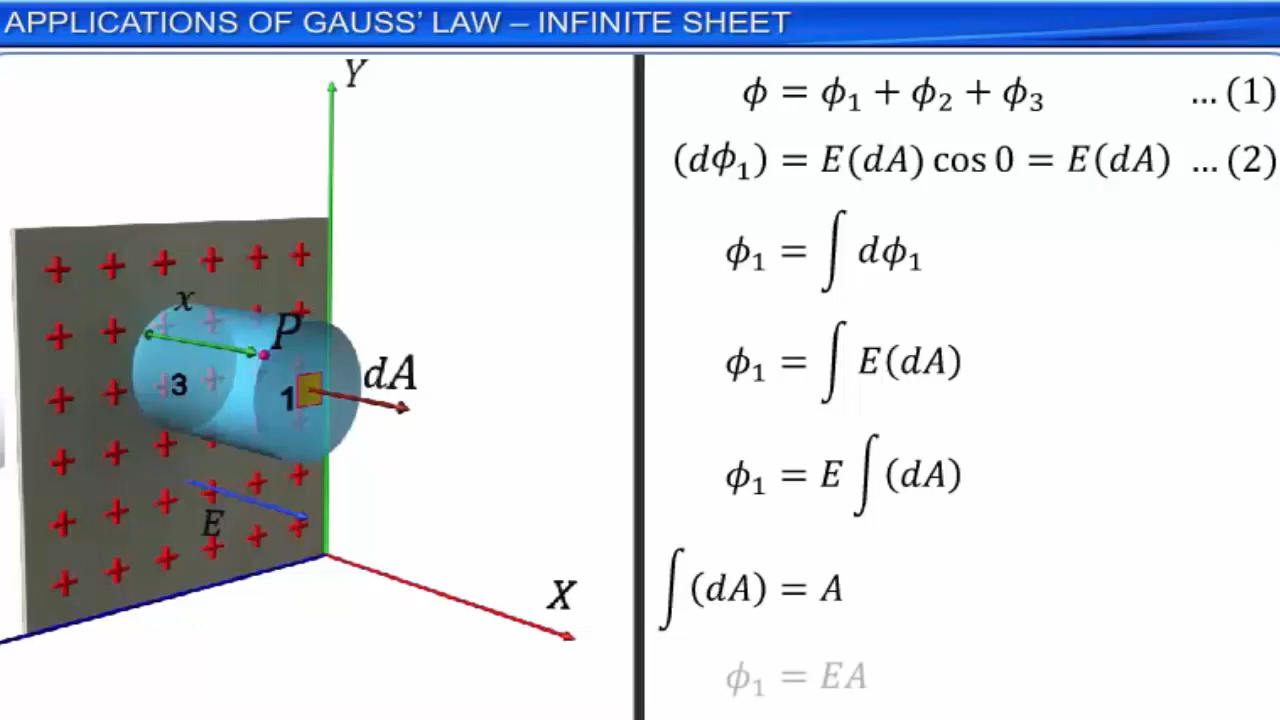 APPLICATIONS OF GAUSS’ LAW – INFINITE SHEET
Y
x
P
3
1
dA
E
X
ϕ = ϕ₁ + ϕ₂ + ϕ₃ ... (1)
(dϕ₁) = E(dA) cos 0 = E(dA) ... (2)
ϕ₁ = ∫ dϕ₁
ϕ₁ = ∫ E(dA)
ϕ₁ = E ∫ (dA)
∫ (dA) = A
ϕ₁ = EA